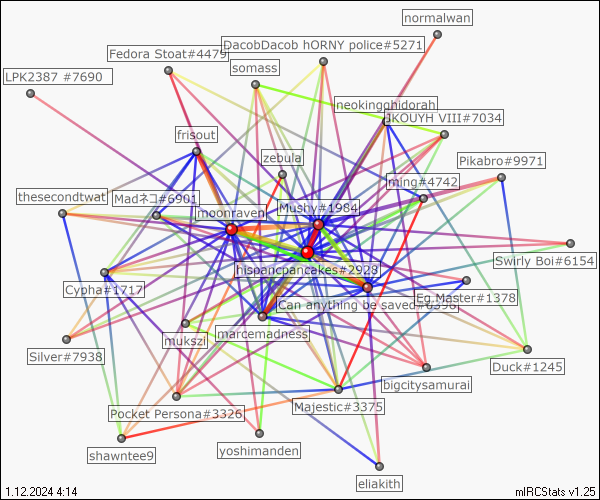 normalwan
DacobDacob hORNY police#5271
Fedora Stoat#4479
somass
LPK2387 #7690
neokingghidorah
JKOUYH VIII#7034
frisout
zebula
Pikabro#9971
ming#4742
thesecondtwat
Madネコ#6901
moonraven
Mushy#1984
Swirly Boi#6154
hispancpancakes#2928
Cypha#1717
Eg.Master#1378
Can anything be saved#6398
marcemadness
mukszi
Silver#7938
Duck#1245
bigcitysamurai
Pocket Persona#3326
Majestic#3375
shawntee9
yoshimanden
eliakith
1.12.2024 4:14
mIRCStats v1.25